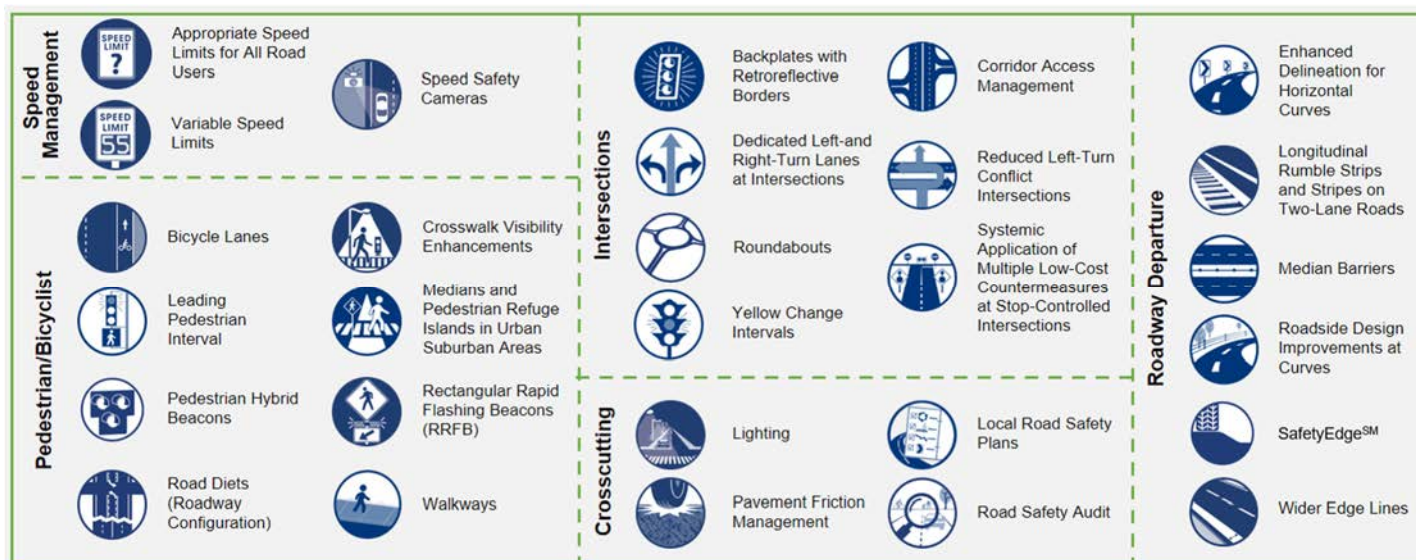 Speed
Management
SPEED
LIMIT
?
Appropriate Speed
Limits for All Road
Users
SPEED
LIMIT
55
Variable Speed
Limits
Speed Safety
Cameras
Pedestrian/Bicyclist
Bicycle Lanes
Crosswalk Visibility
Enhancements
Leading
Pedestrian
Interval
Medians and
Pedestrian Refuge
Islands in Urban
Suburban Areas
Pedestrian Hybrid
Beacons
Rectangular Rapid
Flashing Beacons
(RRFB)
Road Diets
(Roadway
Configuration)
Walkways
Intersections
Backplates with
Retroreflective
Borders
Corridor Access
Management
Dedicated Left-and
Right-Turn Lanes
at Intersections
Reduced Left-Turn
Conflict
Intersections
Roundabouts
Systemic
Application of
Multiple Low-Cost
Countermeasures
at Stop-Controlled
Intersections
Yellow Change
Intervals
Crosscutting
Lighting
Local Road Safety
Plans
Pavement Friction
Management
Road Safety Audit
Roadway Departure
Enhanced
Delineation for
Horizontal
Curves
Longitudinal
Rumble Strips
and Stripes on
Two-Lane Roads
Median Barriers
Roadside Design
Improvements at
Curves
SafetyEdge℠
Wider Edge Lines